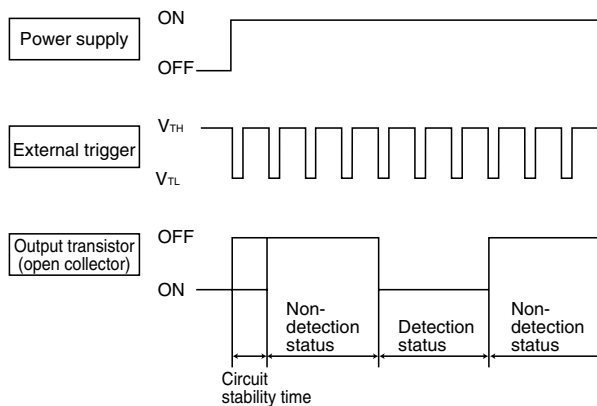 Power supply
ON
OFF
External trigger
VTH
VTL
Output transistor
(open collector)
OFF
ON
Non-
detection
status
Detection
status
Non-
detection
status
Circuit
stability time